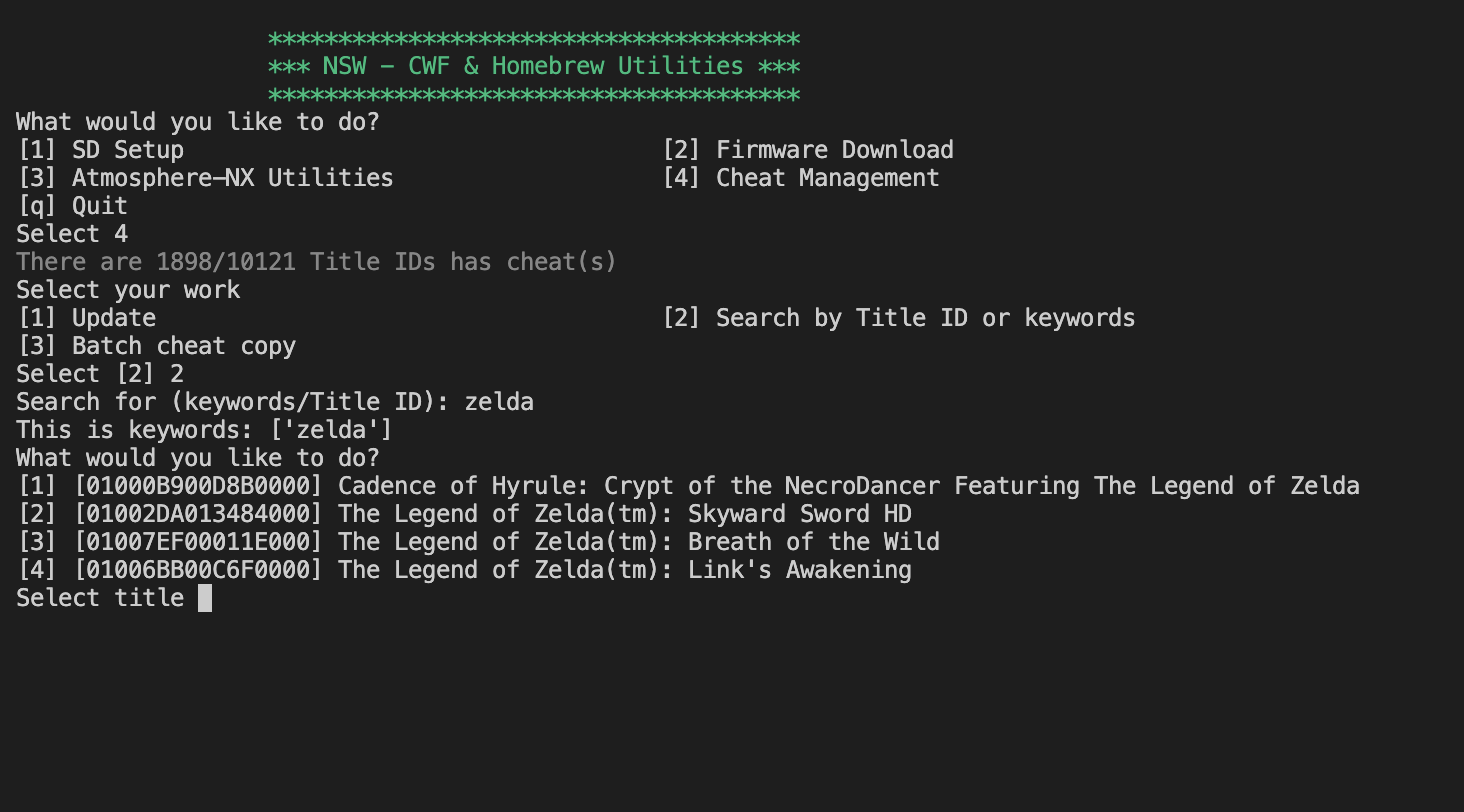 **************************************
*** NSW - CWF & Homebrew Utilities ***
**************************************
What would you like to do?
[1] SD Setup [2] Firmware Download
[3] Atmosphere-NX Utilities [4] Cheat Management
[q] Quit
Select 4
There are 1898/10121 Title IDs has cheat(s)
Select your work
[1] Update [2] Search by Title ID or keywords
[3] Batch cheat copy
Select [2] 2
Search for (keywords/Title ID): zelda
This is keywords: ['zelda']
What would you like to do?
[1] [01000B900D8B0000] Cadence of Hyrule: Crypt of the NecroDancer Featuring The Legend of Zelda
[2] [01002DA013484000] The Legend of Zelda(tm): Skyward Sword HD
[3] [01007EF00011E000] The Legend of Zelda(tm): Breath of the Wild
[4] [01006BB00C6F0000] The Legend of Zelda(tm): Link's Awakening
Select title